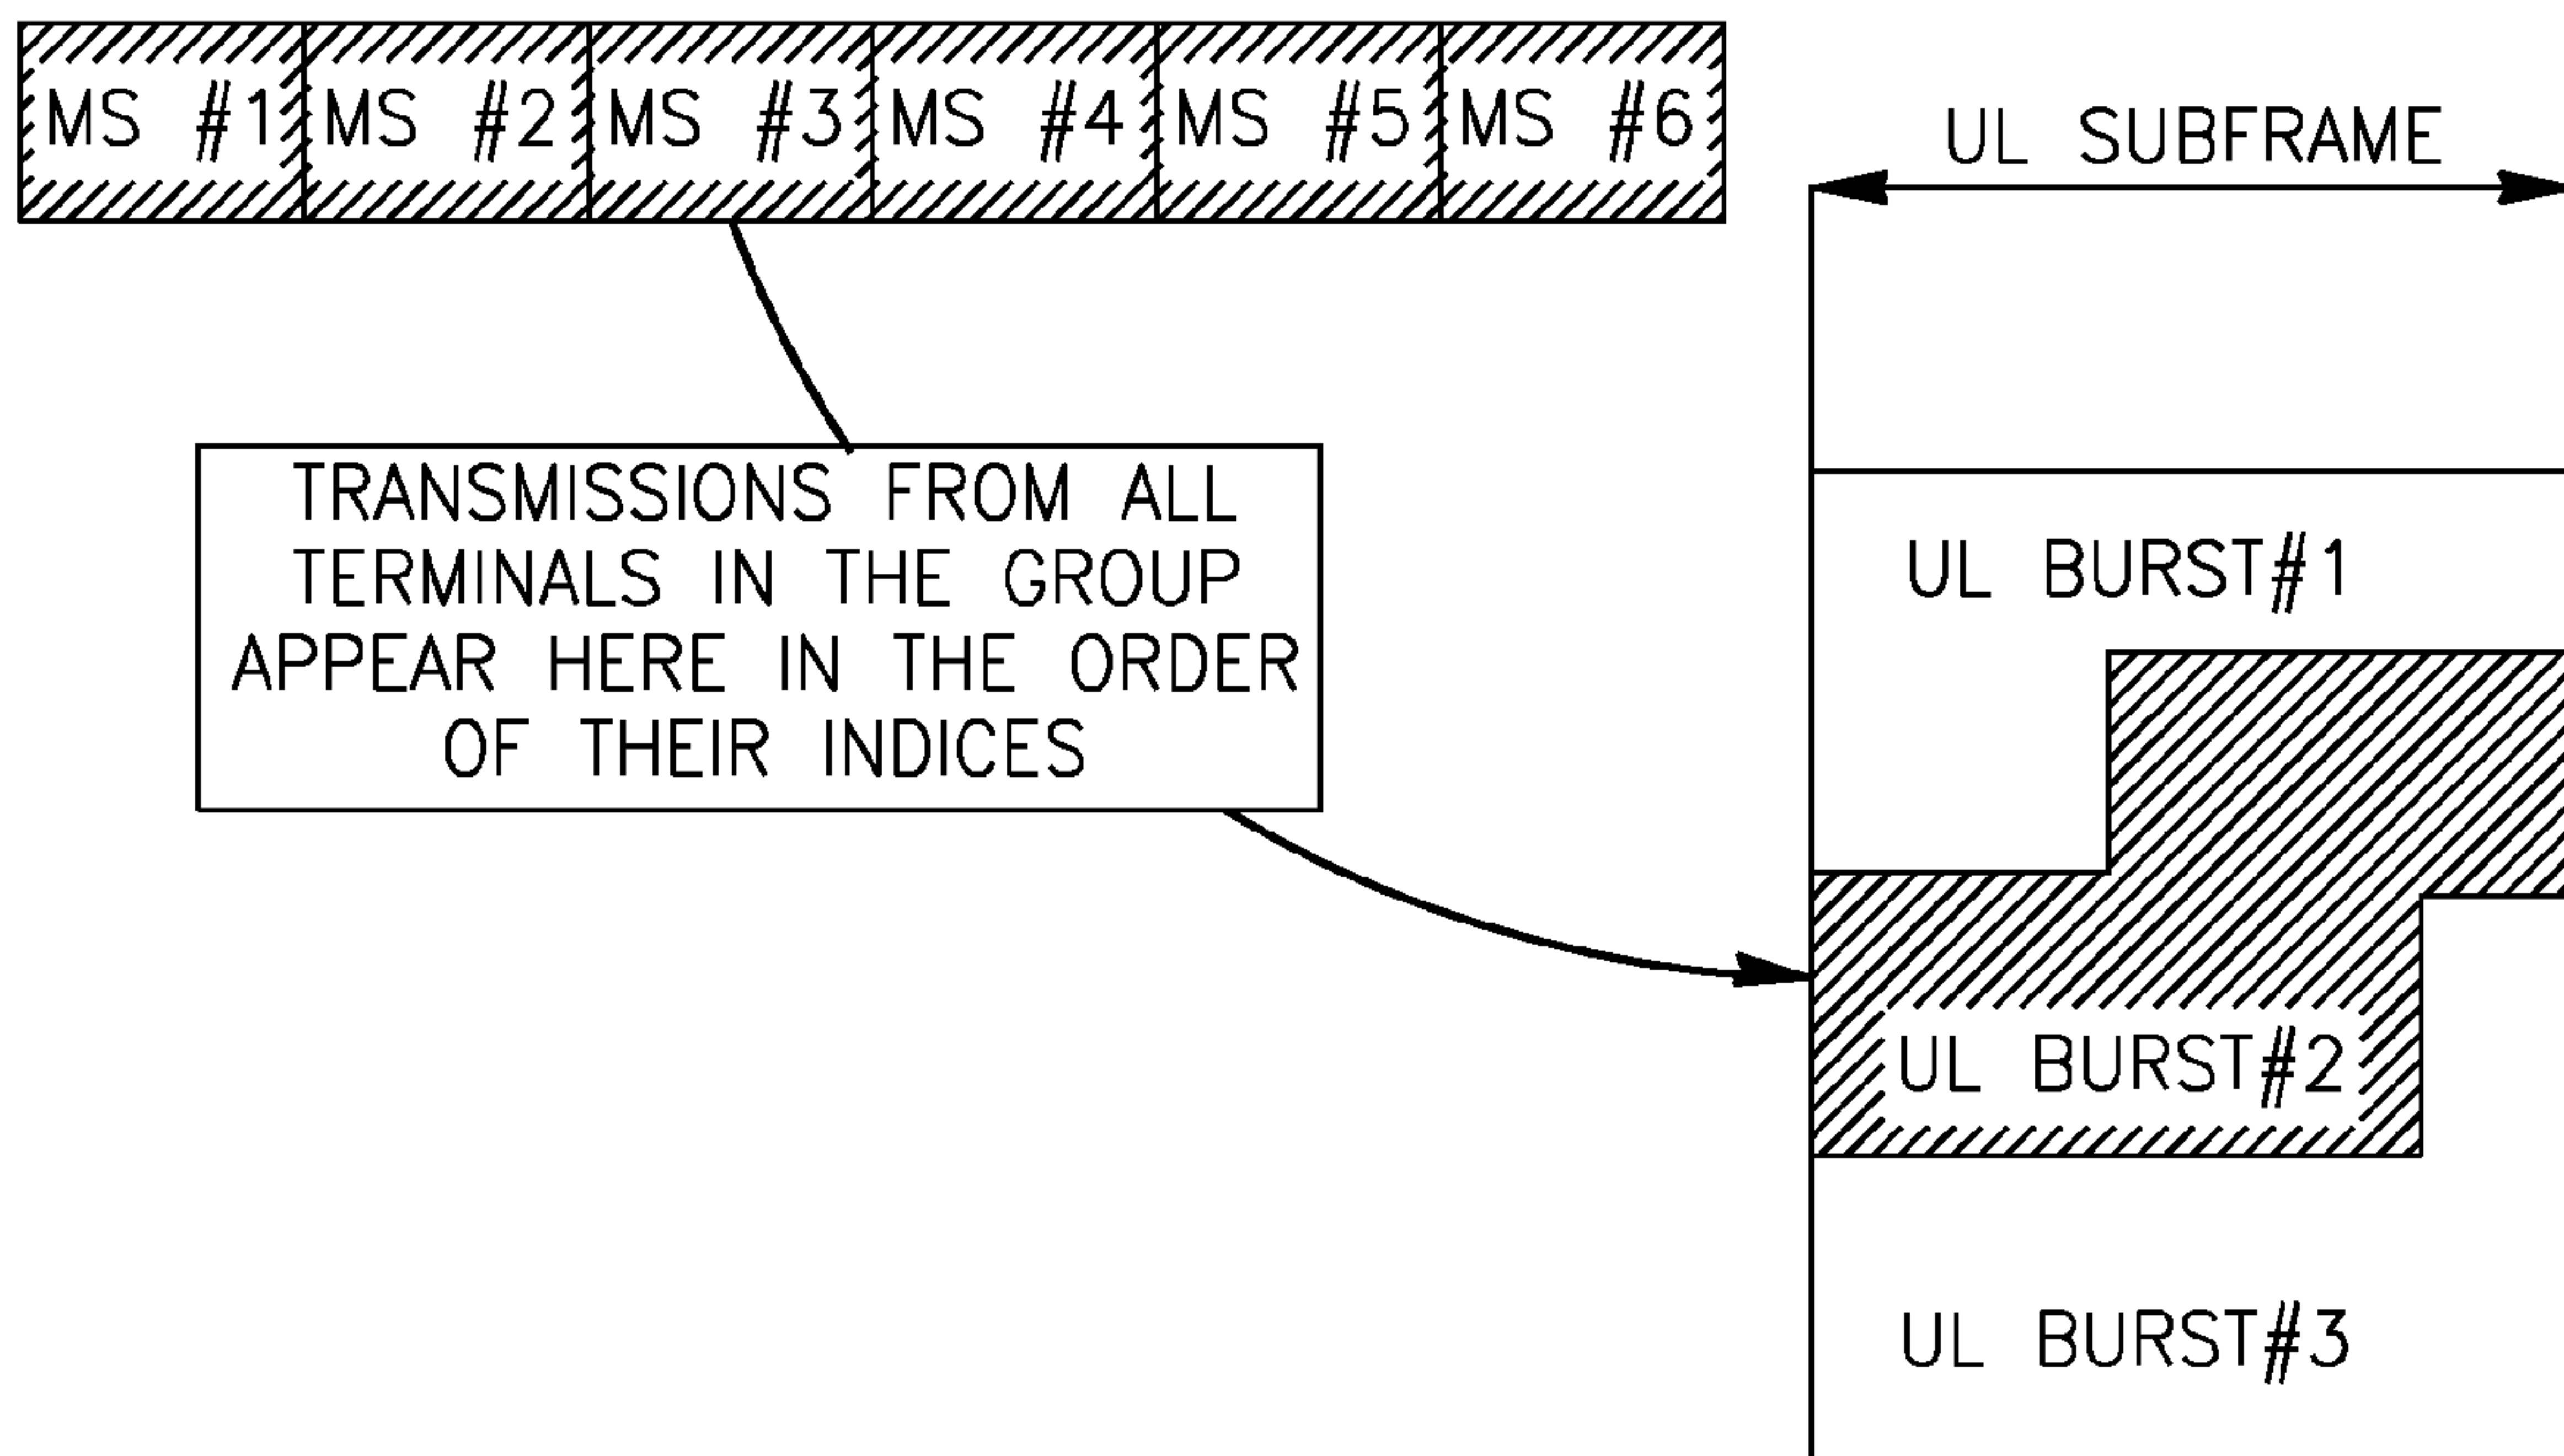 MS #1 MS #2 MS #3 MS #4 MS #5 MS #6
UL SUBFRAME
TRANSMISSIONS FROM ALL
TERMINALS IN THE GROUP
APPEAR HERE IN THE ORDER
OF THEIR INDICES
UL BURST#1
UL BURST#2
UL BURST#3